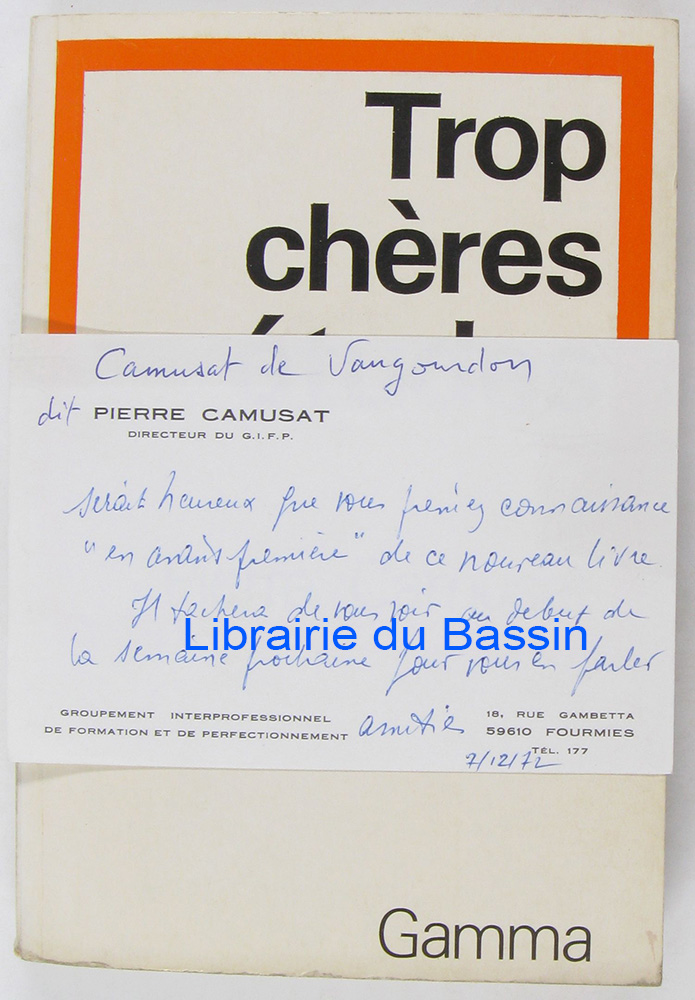 Trop
chères
Camusat de Vaugourdon
dit PIERRE CAMUSAT
DIRECTEUR DU G.I.F.P.
serait heureux que vous preniez connaissance
"en avant première" de ce nouveau livre.
Il tachera de vous voir au debut de
Librairie du Bassin
la semaine prochaine pour vous en parler
amitiés
GROUPEMENT INTERPROFESSIONNEL
DE FORMATION ET DE PERFECTIONNEMENT
18, RUE GAMBETTA
59610 FOURMIES
TÉL. 177
7/12/72
Gamma